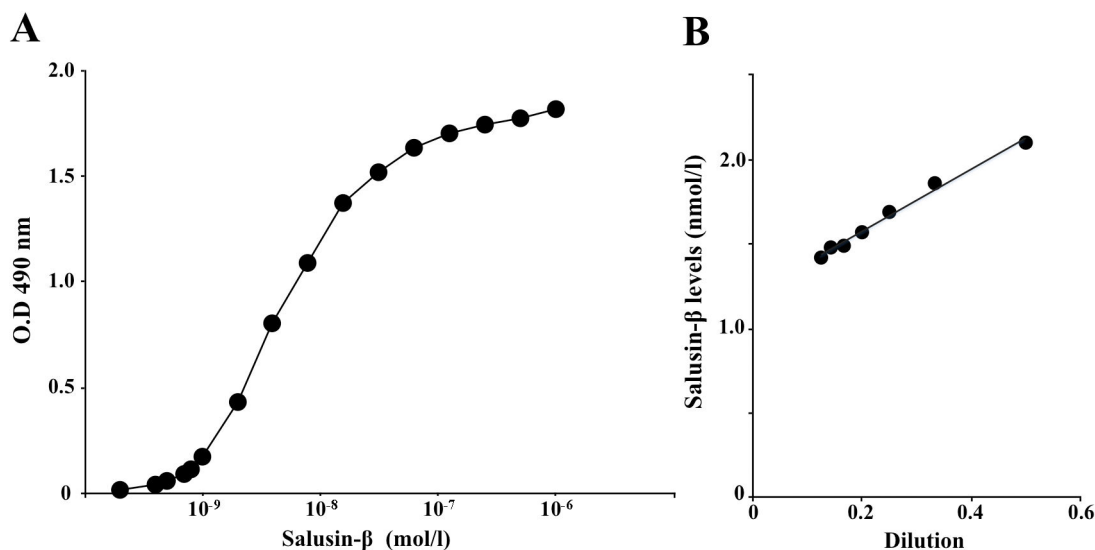 A
2.0
1.5
1.0
0.5
0
10⁻⁹
10⁻⁸
10⁻⁷
10⁻⁶
O.D 490 nm
Salusin-β (mol/l)
B
2.0
1.0
0
0
0.2
0.4
0.6
Salusin-β levels (nmol/l)
Dilution